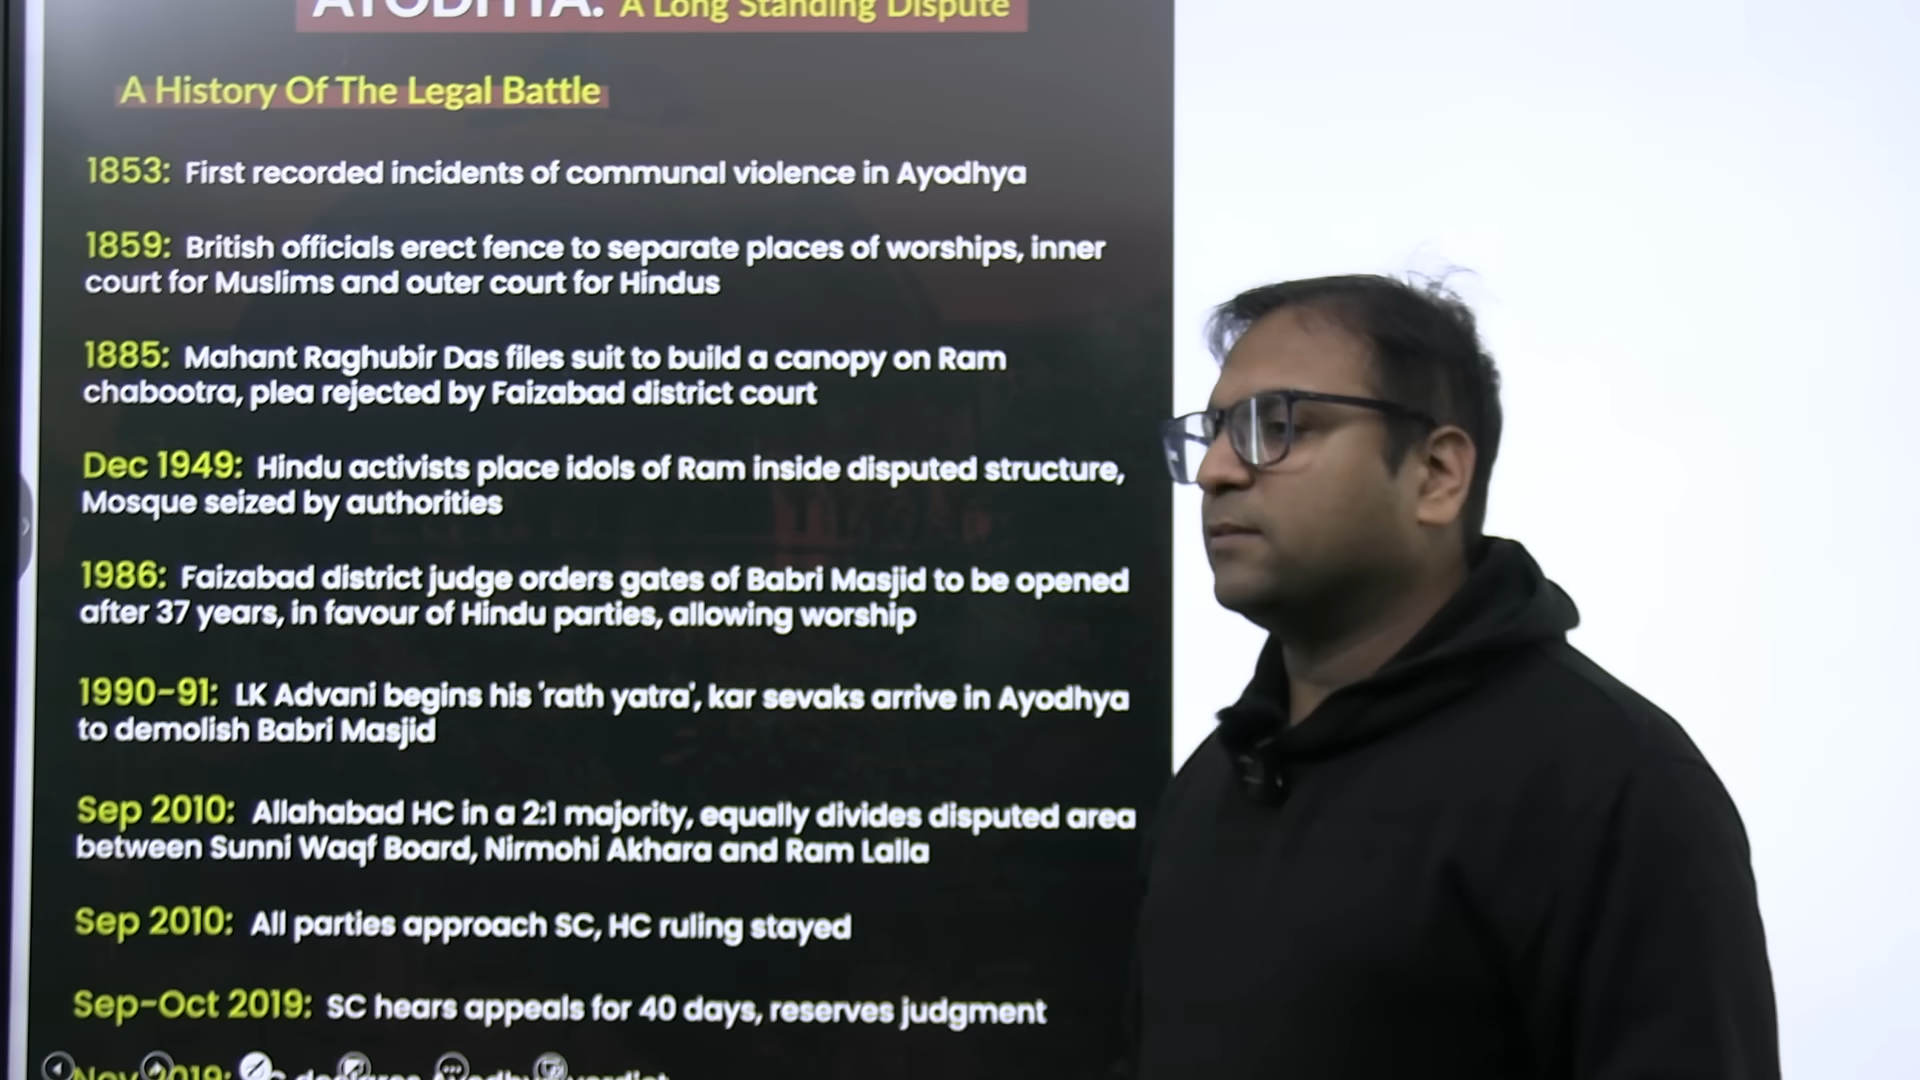 AYODHYA: A Long Standing Dispute
A History Of The Legal Battle
1853: First recorded incidents of communal violence in Ayodhya
1859: British officials erect fence to separate places of worships, inner
court for Muslims and outer court for Hindus
1885: Mahant Raghubir Das files suit to build a canopy on Ram
chabootra, plea rejected by Faizabad district court
Dec 1949: Hindu activists place idols of Ram inside disputed structure,
Mosque seized by authorities
1986: Faizabad district judge orders gates of Babri Masjid to be opened
after 37 years, in favour of Hindu parties, allowing worship
1990-91: LK Advani begins his 'rath yatra', kar sevaks arrive in Ayodhya
to demolish Babri Masjid
Sep 2010: Allahabad HC in a 2:1 majority, equally divides disputed area
between Sunni Waqf Board, Nirmohi Akhara and Ram Lalla
Sep 2010: All parties approach SC, HC ruling stayed
Sep-Oct 2019: SC hears appeals for 40 days, reserves judgment
Nov 2019: verdict